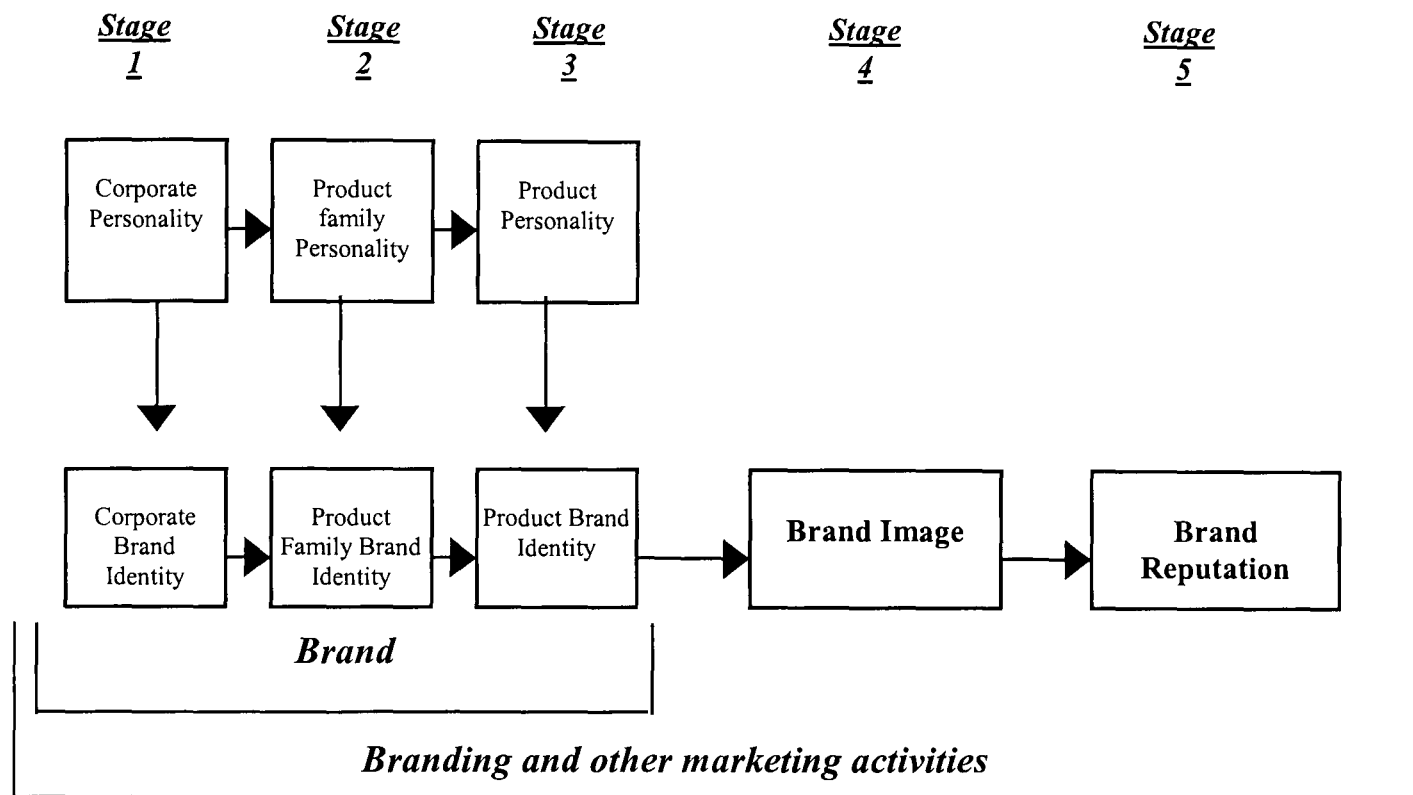 Stage
1
Stage
2
Stage
3
Stage
4
Stage
5
Corporate
Personality
Product
family
Personality
Product
Personality
Corporate
Brand
Identity
Product
Family Brand
Identity
Product Brand
Identity
Brand Image
Brand
Reputation
Brand
Branding and other marketing activities